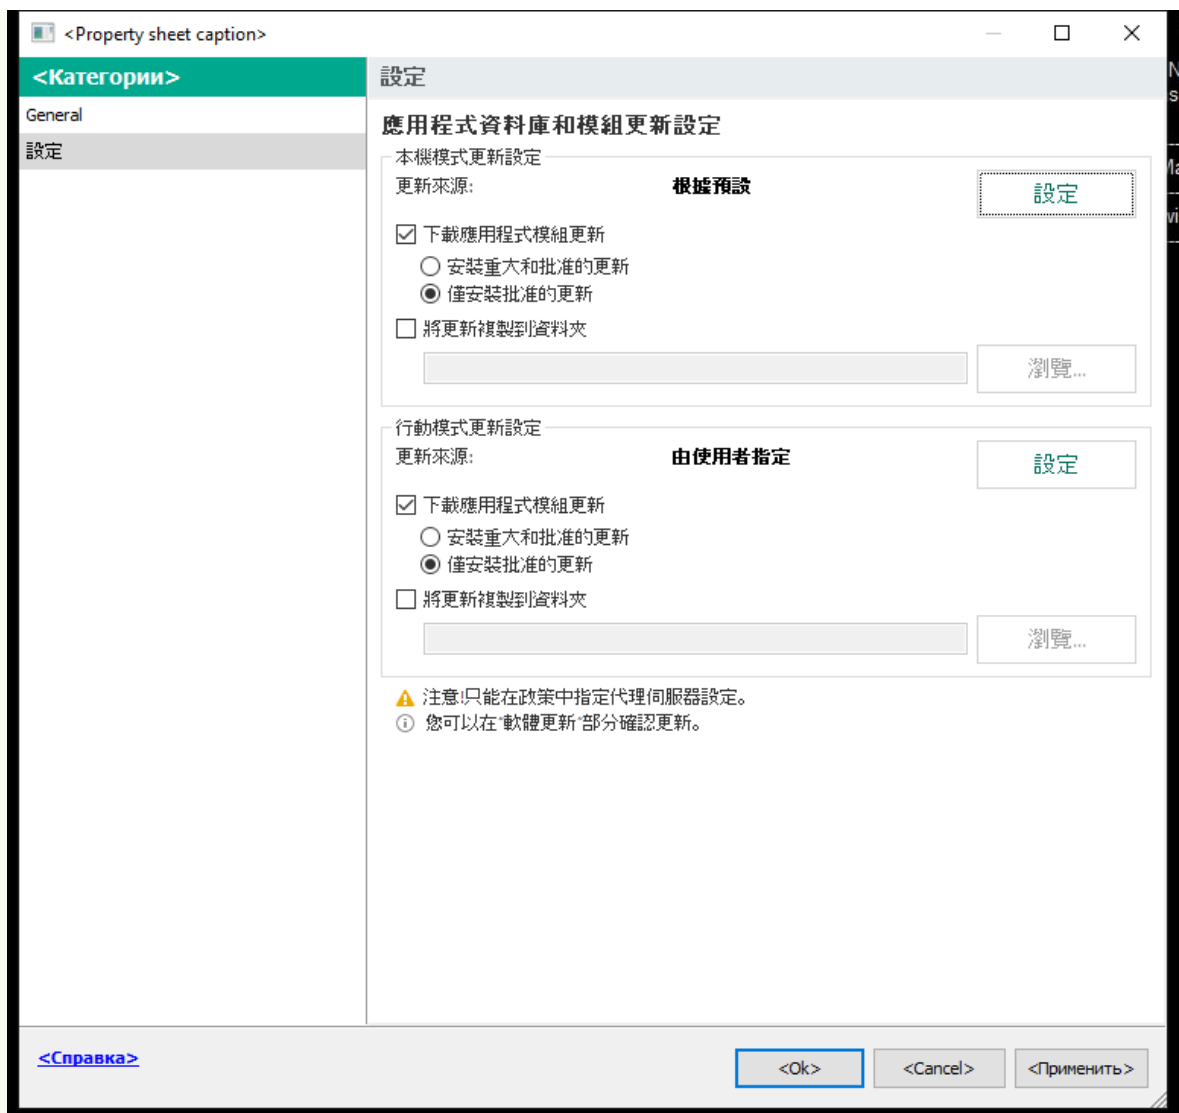 <Property sheet caption>
<Категории>
General
設定
設定
應用程式資料庫和模組更新設定
本機模式更新設定
更新來源: 根據預設 設定
下載應用程式模組更新
安裝重大和批准的更新
僅安裝批准的更新
將更新複製到資料夾
瀏覽...
行動模式更新設定
更新來源: 由使用者指定 設定
下載應用程式模組更新
安裝重大和批准的更新
僅安裝批准的更新
將更新複製到資料夾
瀏覽...
注意!只能在政策中指定代理伺服器設定。
您可以在"軟體更新"部分確認更新。
<Справка>
<Ok> <Cancel> <Применить>